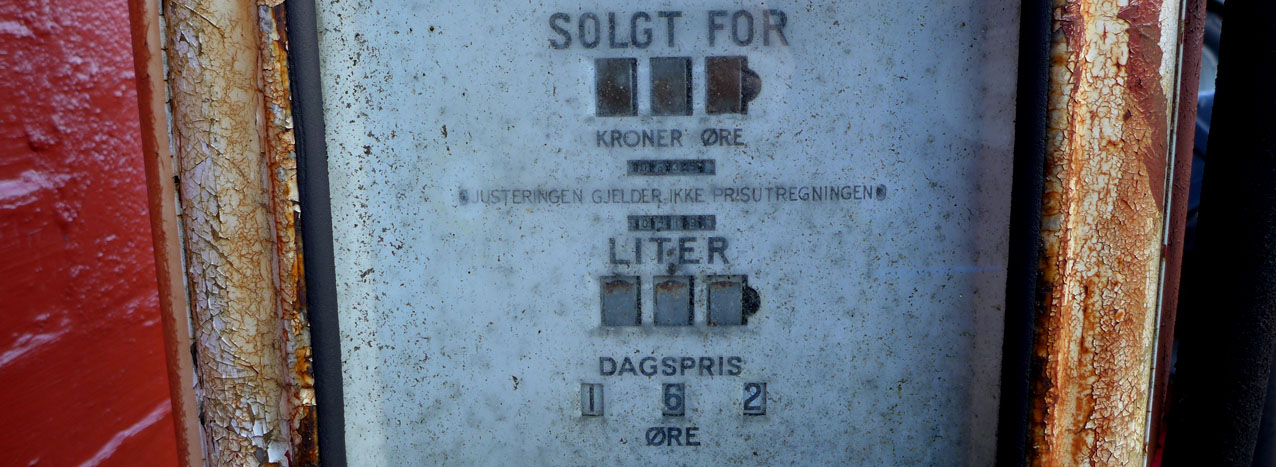 SOLGT FOR
KRONER ØRE
JUSTERINGEN GJELDER IKKE PRISUTREGNINGEN
LITER
DAGSPRIS
1 6 2
ØRE